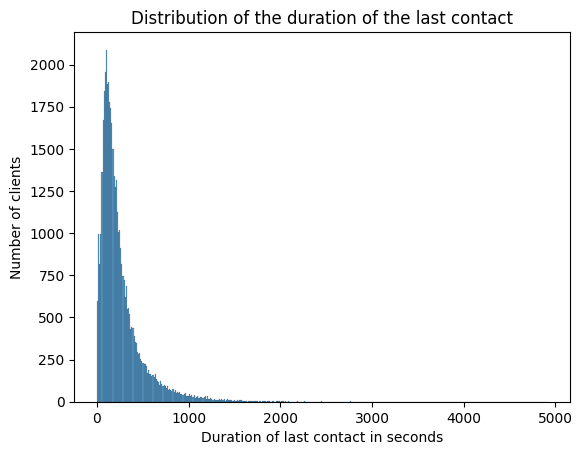 Distribution of the duration of the last contact
2000
1750
1500
1250
1000
750
500
250
0
Number of clients
0 1000 2000 3000 4000 5000
Duration of last contact in seconds